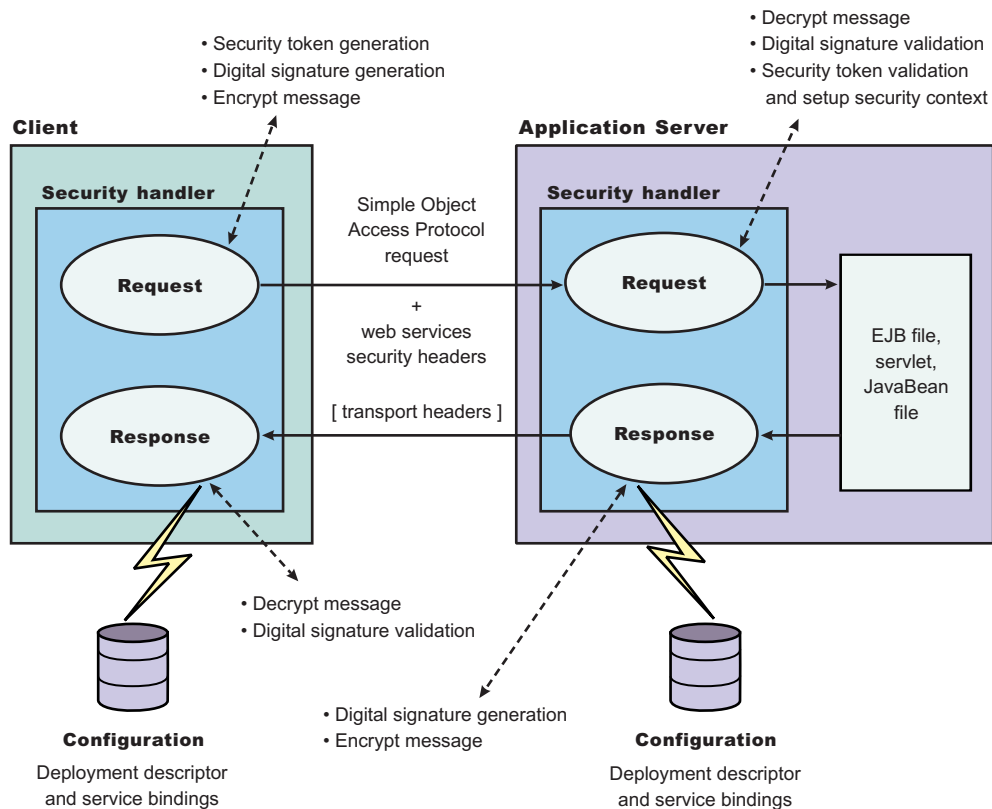 • Security token generation
• Digital signature generation
• Encrypt message
• Decrypt message
• Digital signature validation
• Security token validation
and setup security context
Client
Application Server
Security handler
Security handler
Simple Object
Access Protocol
request
Request
Request
+
web services
security headers
EJB file,
servlet,
JavaBean
file
[ transport headers ]
Response
Response
• Decrypt message
• Digital signature validation
• Digital signature generation
• Encrypt message
Configuration
Deployment descriptor
and service bindings
Configuration
Deployment descriptor
and service bindings